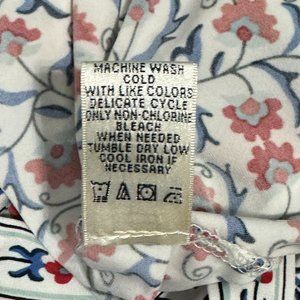 MACHINE WASH
COLD
WITH LIKE COLORS
DELICATE CYCLE
ONLY NON-CHLORINE
BLEACH
WHEN NEEDED
TUMBLE DRY LOW
COOL IRON IF
NECESSARY